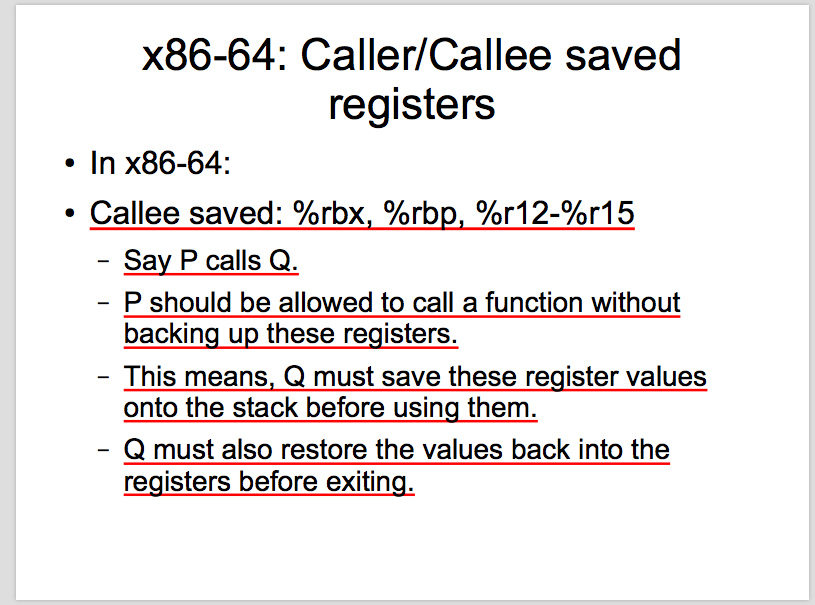 x86-64: Caller/Callee saved
registers
• In x86-64:
• Callee saved: %rbx, %rbp, %r12-%r15
– Say P calls Q.
– P should be allowed to call a function without
backing up these registers.
– This means, Q must save these register values
onto the stack before using them.
– Q must also restore the values back into the
registers before exiting.